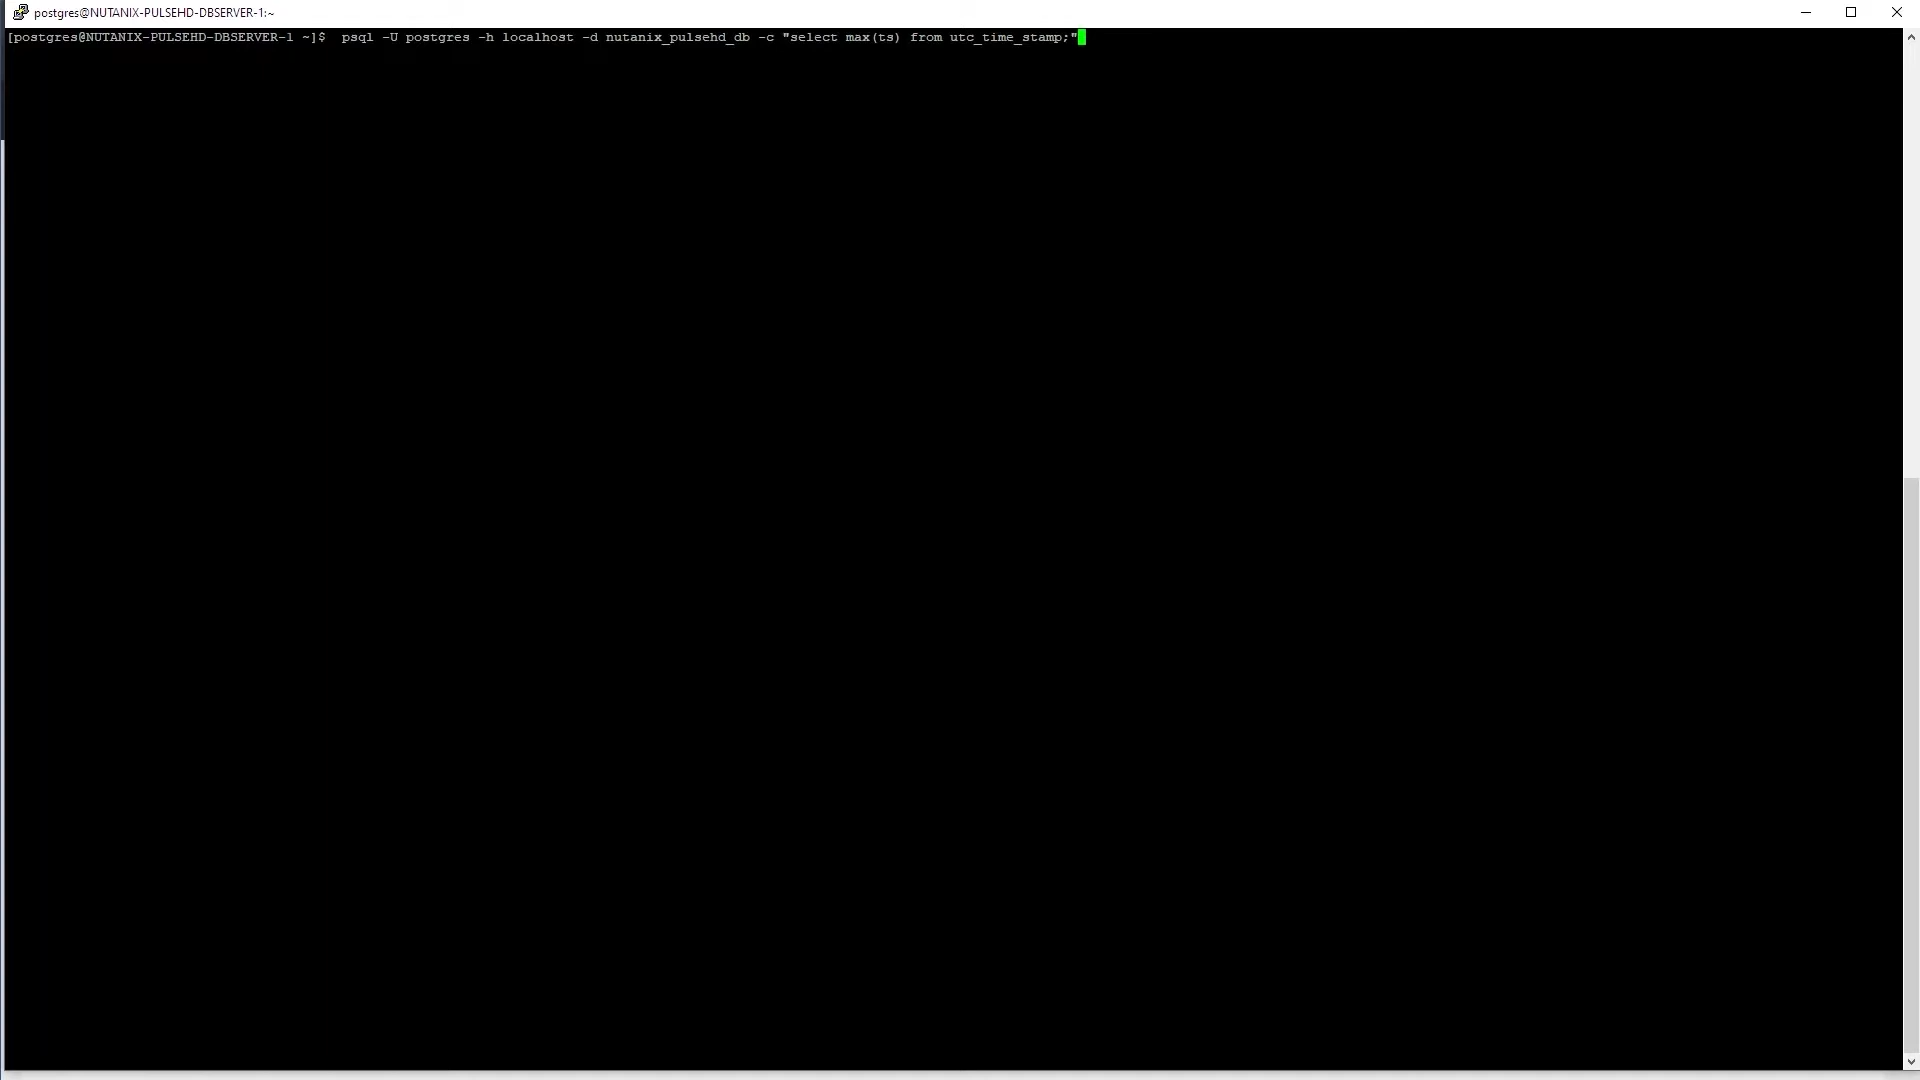 postgres@NUTANIX-PULSEHD-DBSERVER-1:~
[postgres@NUTANIX-PULSEHD-DBSERVER-1 ~]$  psql -U postgres -h localhost -d nutanix_pulsehd_db -c "select max(ts) from utc_time_stamp;"